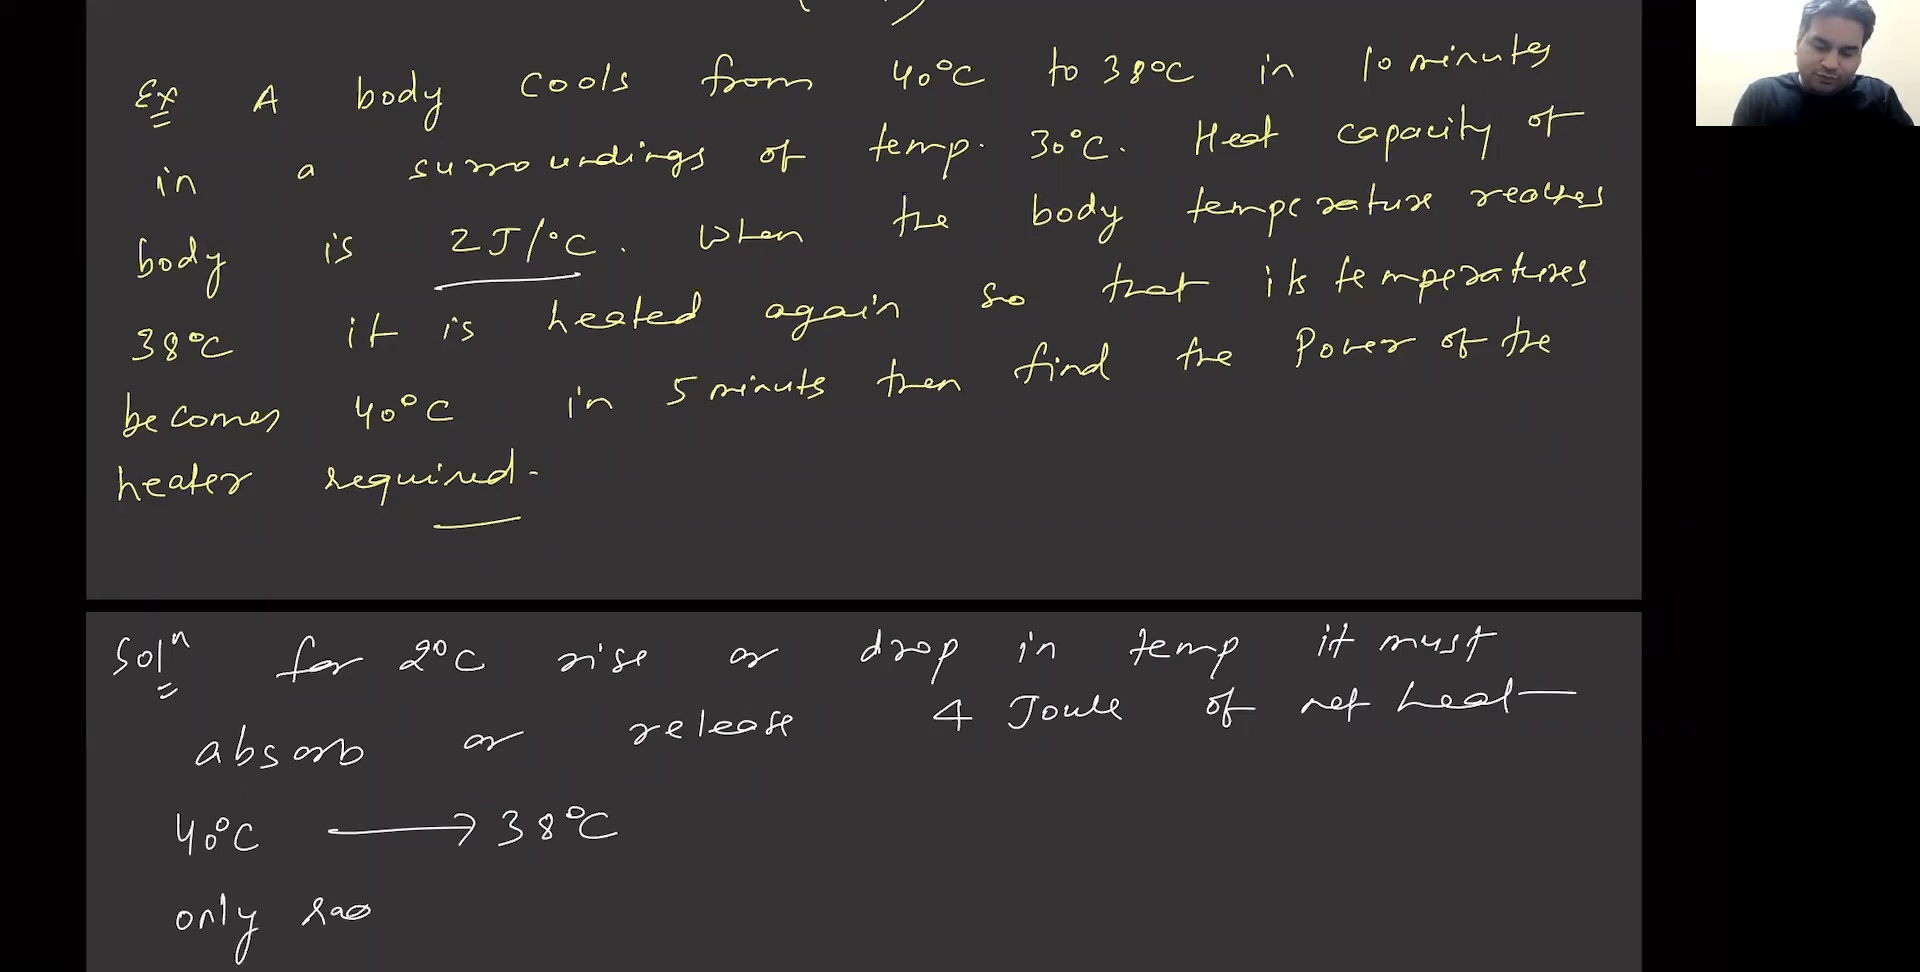 Ex A body cools from 40°C to 38°C in 10 minutes
in a surroundings of temp. 30°C. Heat capacity of
body is 2J/°C. When the body temperature reaches
38°C it is heated again so that its temperatures
becomes 40°C in 5 minute then find the Power of the
heater required.
Solⁿ for 2°C rise or drop in temp it must
absorb or release 4 Joule of net heat
40°C → 38°C
only